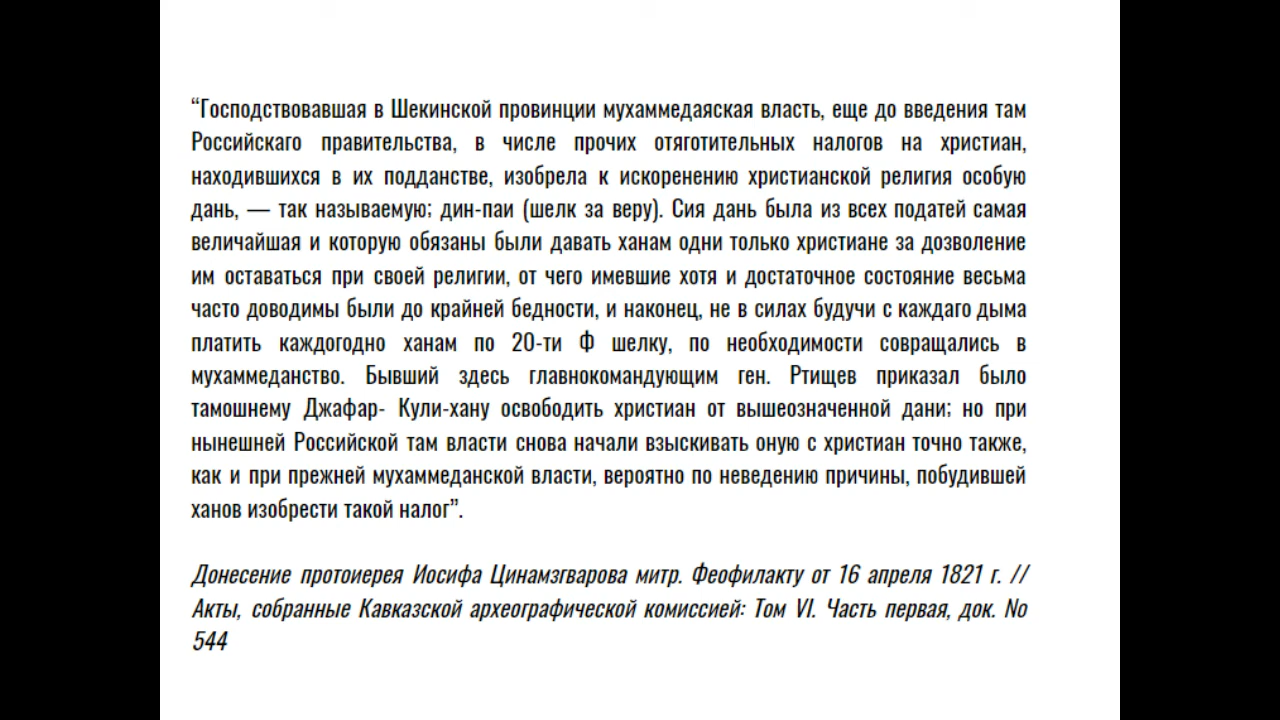 “Господствовавшая в Шекинской провинции мухаммедаяская власть, еще до введения там
Российскаго правительства, в числе прочих отяготительных налогов на христиан,
находившихся в их подданстве, изобрела к искоренению христианской религия особую
дань, — так называемую; дин-паи (шелк за веру). Сия дань была из всех податей самая
величайшая и которую обязаны были давать ханам одни только христиане за дозволение
им оставаться при своей религии, от чего имевшие хотя и достаточное состояние весьма
часто доводимы были до крайней бедности, и наконец, не в силах будучи с каждаго дыма
платить каждогодно ханам по 20-ти Ф шелку, по необходимости совращались в
мухаммеданство. Бывший здесь главнокомандующим ген. Ртищев приказал было
тамошнему Джафар- Кули-хану освободить христиан от вышеозначенной дани; но при
нынешней Российской там власти снова начали взыскивать оную с христиан точно также,
как и при прежней мухаммеданской власти, вероятно по неведению причины, побудившей
ханов изобрести такой налог”.
Донесение протоиерея Иосифа Цинамзгварова митр. Феофилакту от 16 апреля 1821 г. //
Акты, собранные Кавказской археографической комиссией: Том VI. Часть первая, док. No
544